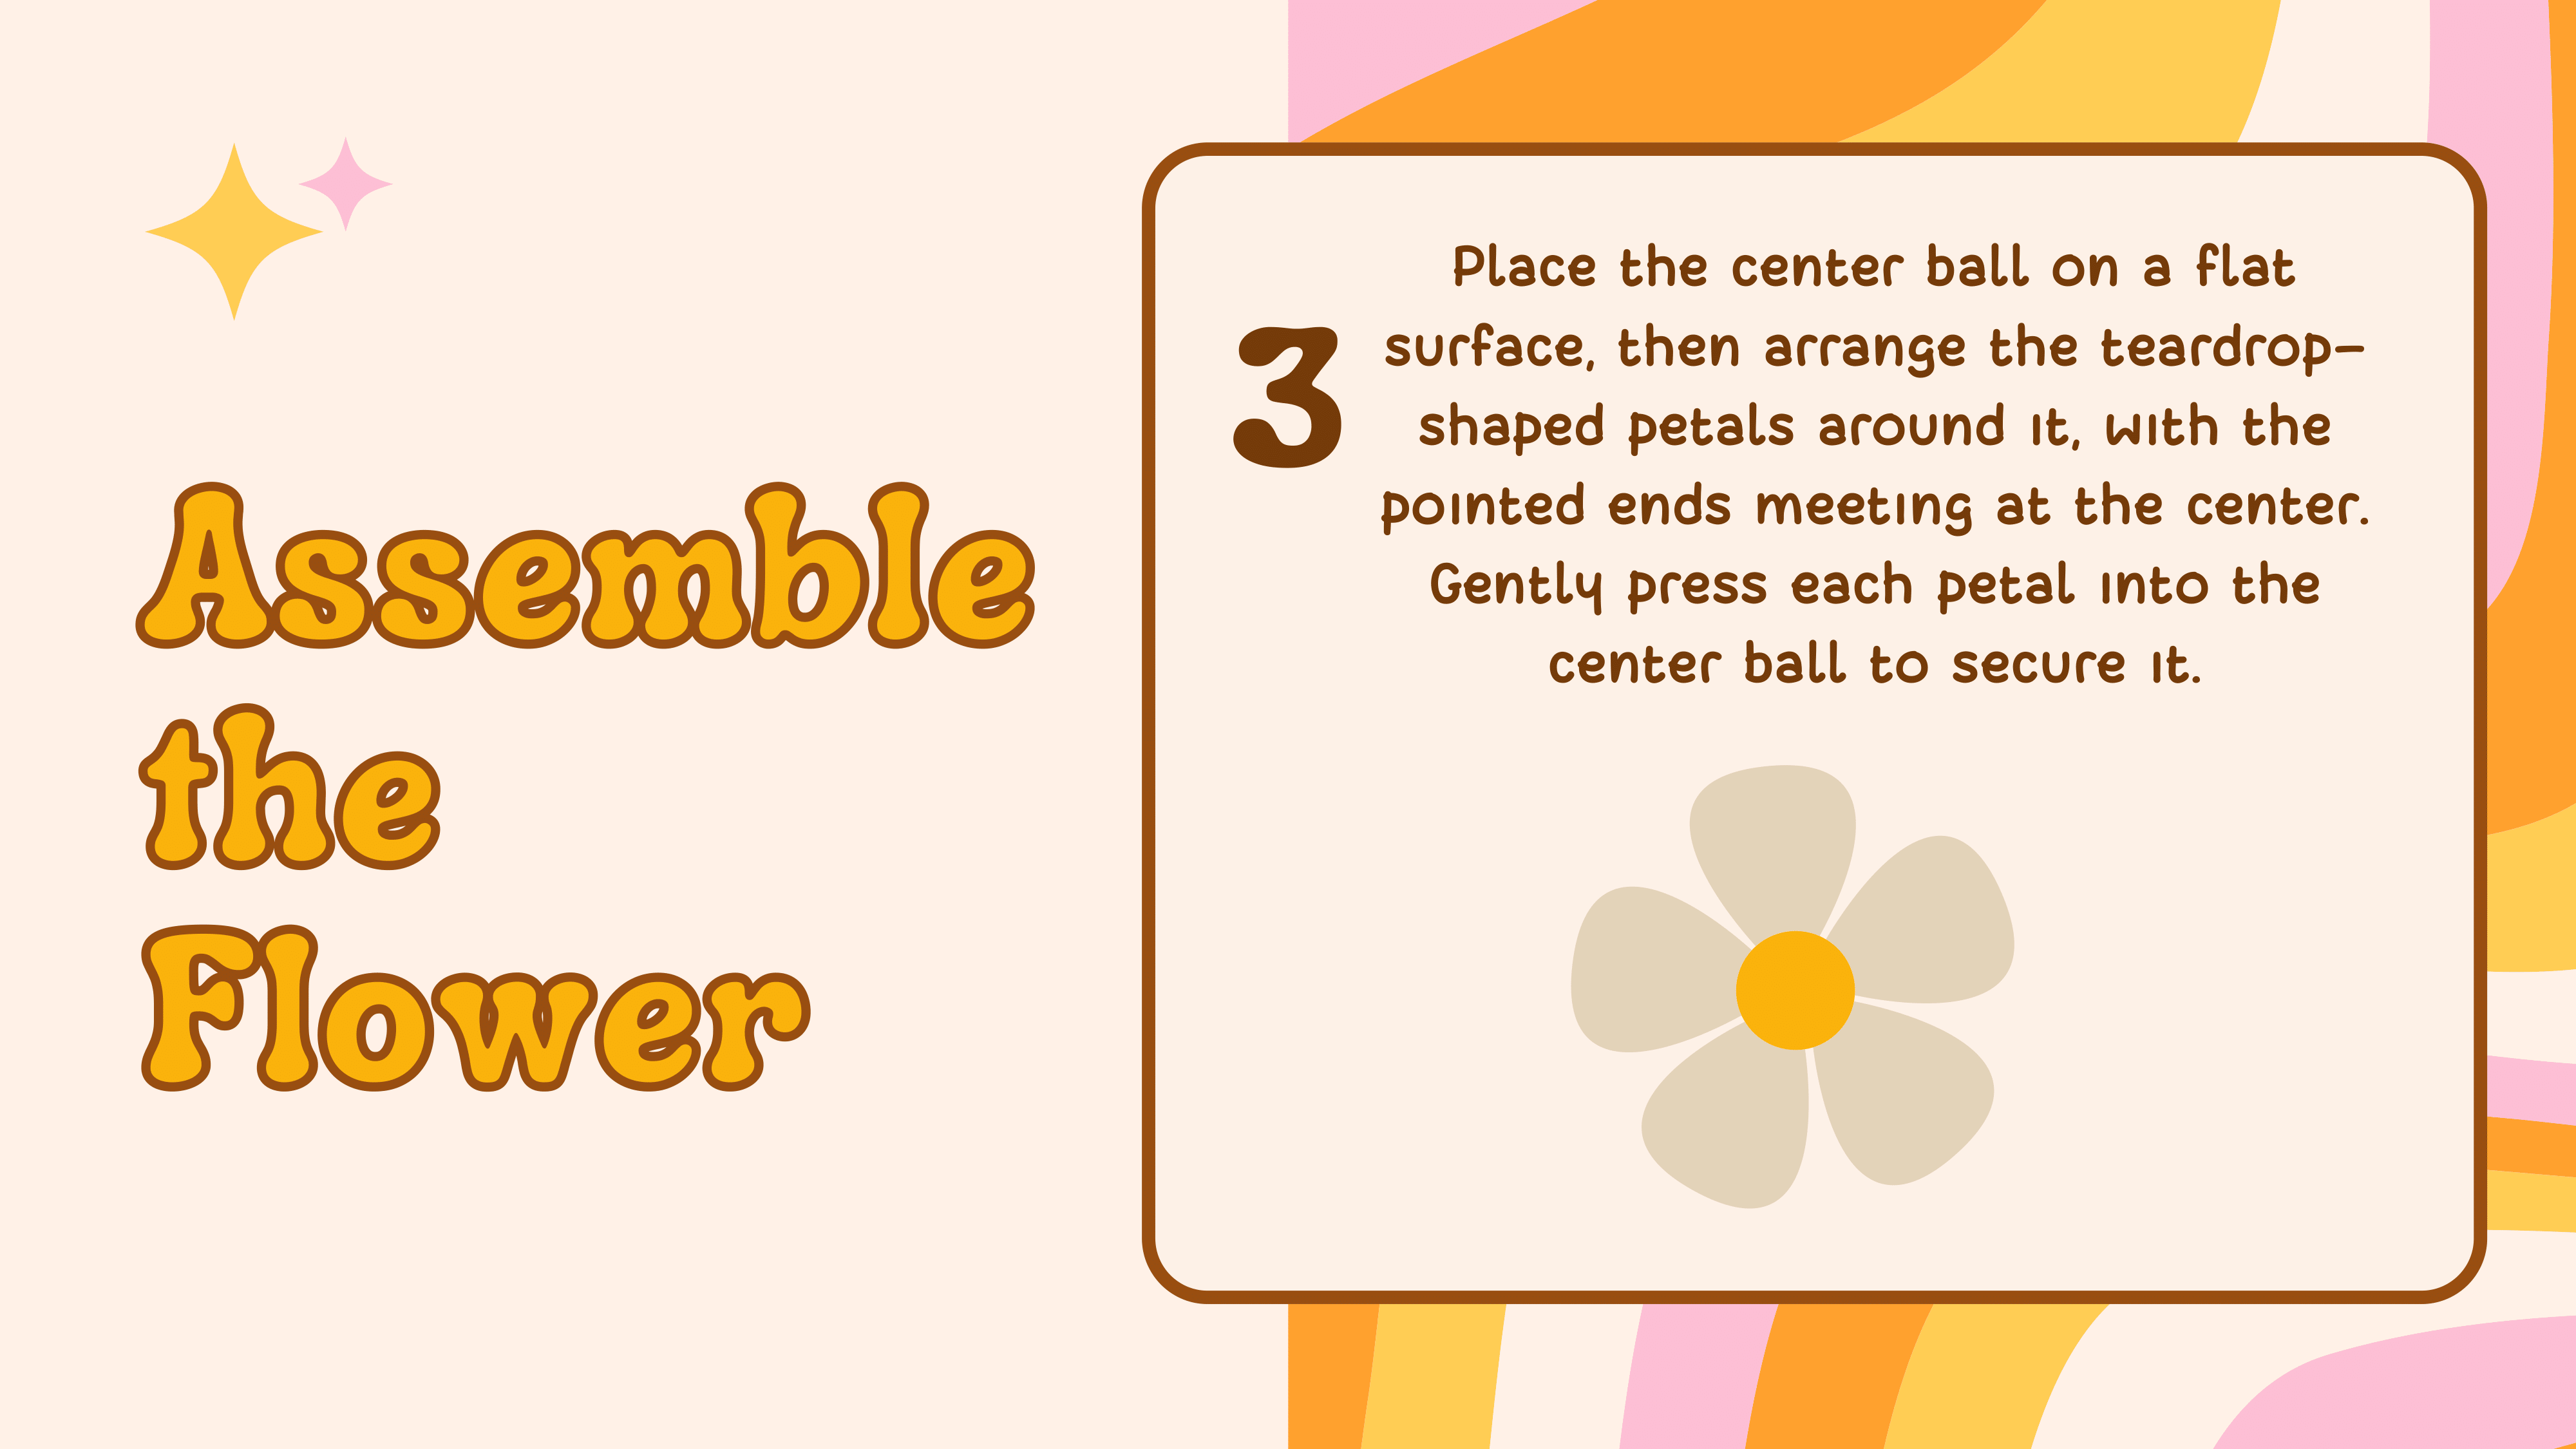 Assemble
the
Flower
3
Place the center ball on a flat
surface, then arrange the teardrop-
shaped petals around it, with the
pointed ends meeting at the center.
Gently press each petal into the
center ball to secure it.